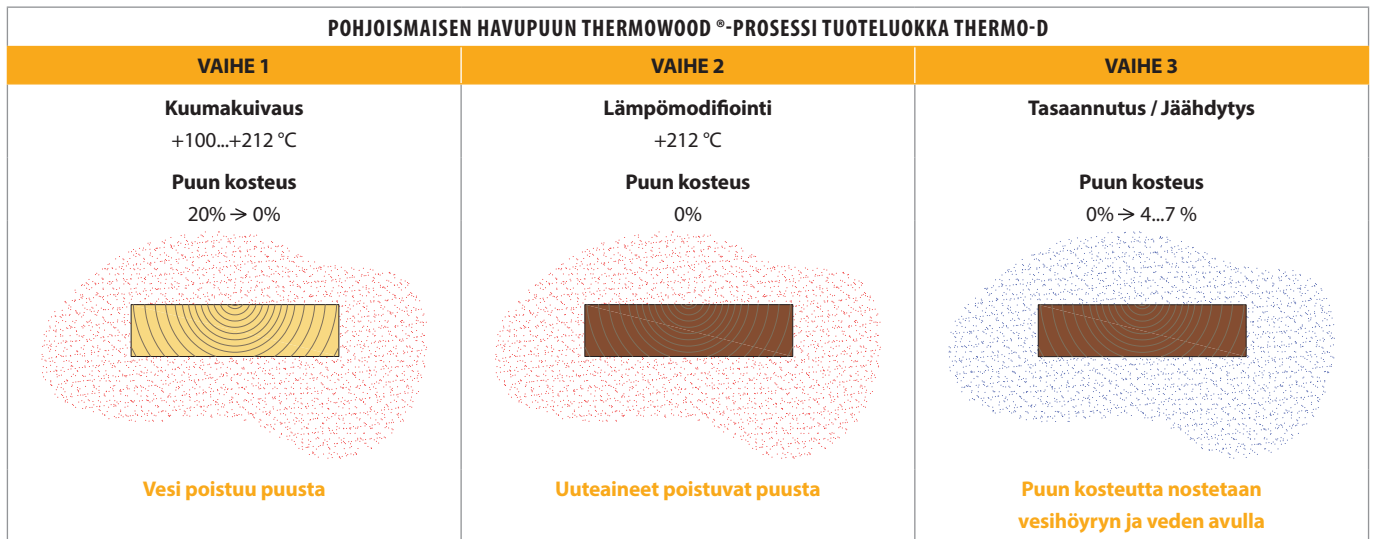 POHJOISMAISEN HAVUPUUN THERMOWOOD ®-PROSESSI TUOTELUOKKA THERMO-D
VAIHE 1
VAIHE 2
VAIHE 3
Kuumakuivaus
+100...+212 °C
Puun kosteus
20% → 0%
Vesi poistuu puusta
Lämpömodifiointi
+212 °C
Puun kosteus
0%
Uuteaineet poistuvat puusta
Tasaannutus / Jäähdytys
Puun kosteus
0% → 4...7 %
Puun kosteutta nostetaan
vesihöyryn ja veden avulla